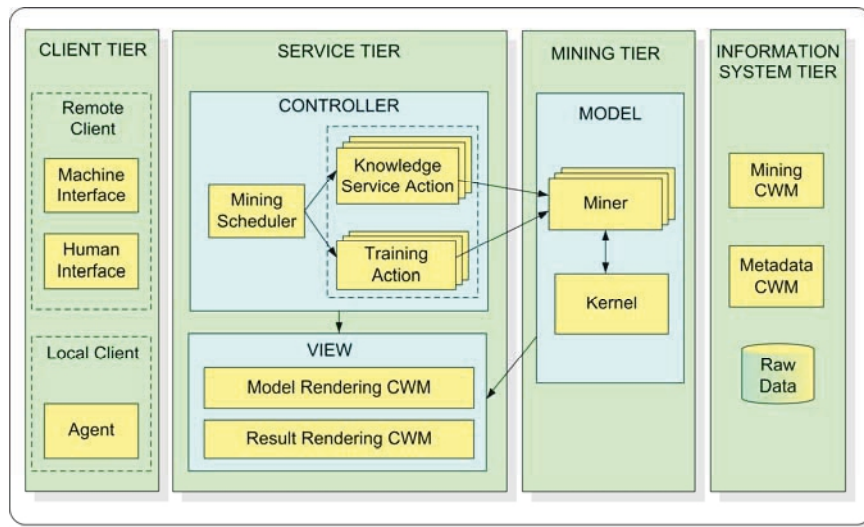 CLIENT TIER
Remote
Client
Machine
Interface
Human
Interface
Local Client
Agent
SERVICE TIER
CONTROLLER
Mining
Scheduler
Knowledge
Service Action
Training
Action
VIEW
Model Rendering CWM
Result Rendering CWM
MINING TIER
MODEL
Miner
Kernel
INFORMATION
SYSTEM TIER
Mining
CWM
Metadata
CWM
Raw
Data